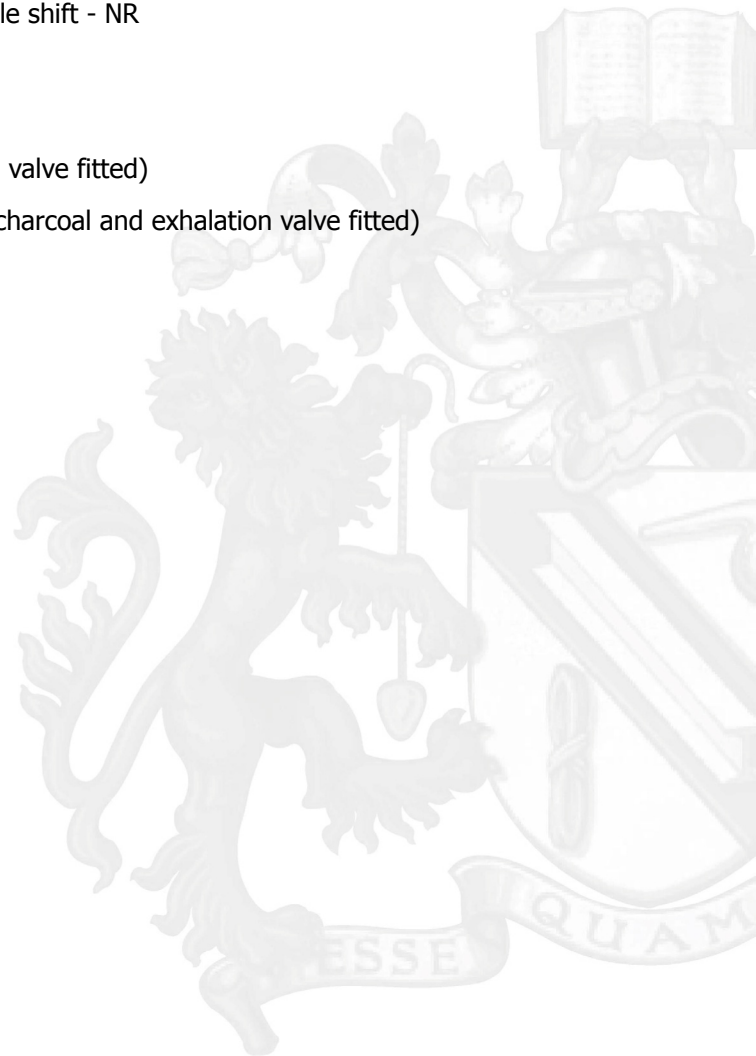 le shift - NR
valve fitted)
charcoal and exhalation valve fitted)
ESSE
QUAM